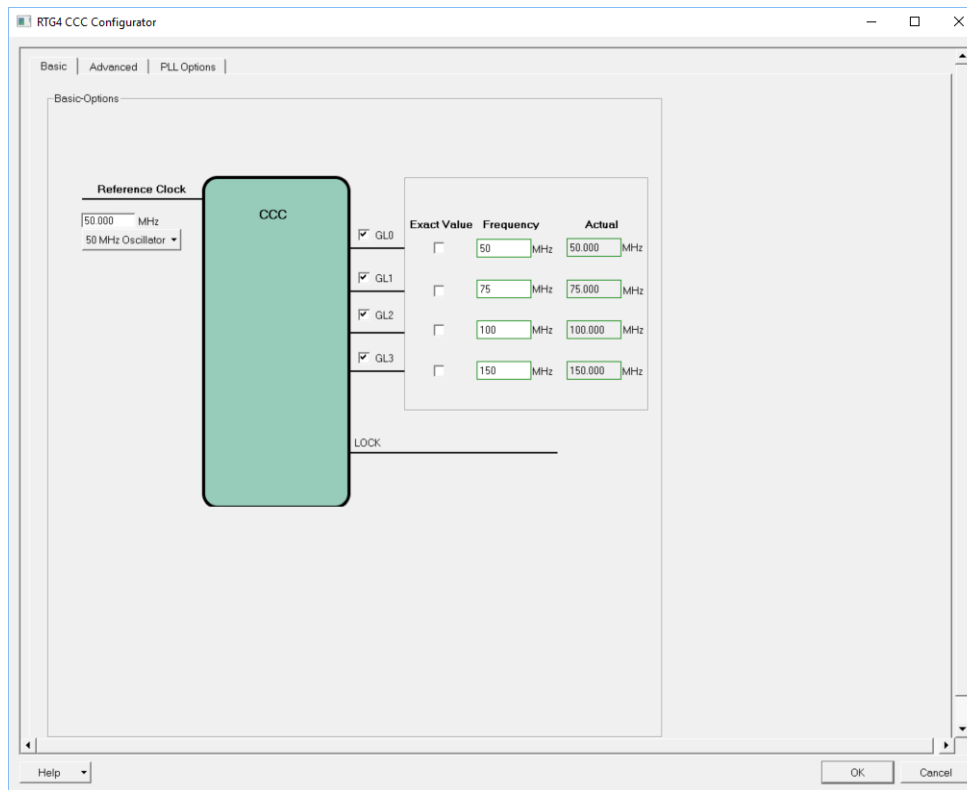 RTG4 CCC Configurator
Basic Advanced PLL Options
Basic-Options
Reference Clock
50.000 MHz
50 MHz Oscillator
CCC
Exact Value Frequency Actual
GL0 50 MHz 50.000 MHz
GL1 75 MHz 75.000 MHz
GL2 100 MHz 100.000 MHz
GL3 150 MHz 150.000 MHz
LOCK
Help OK Cancel